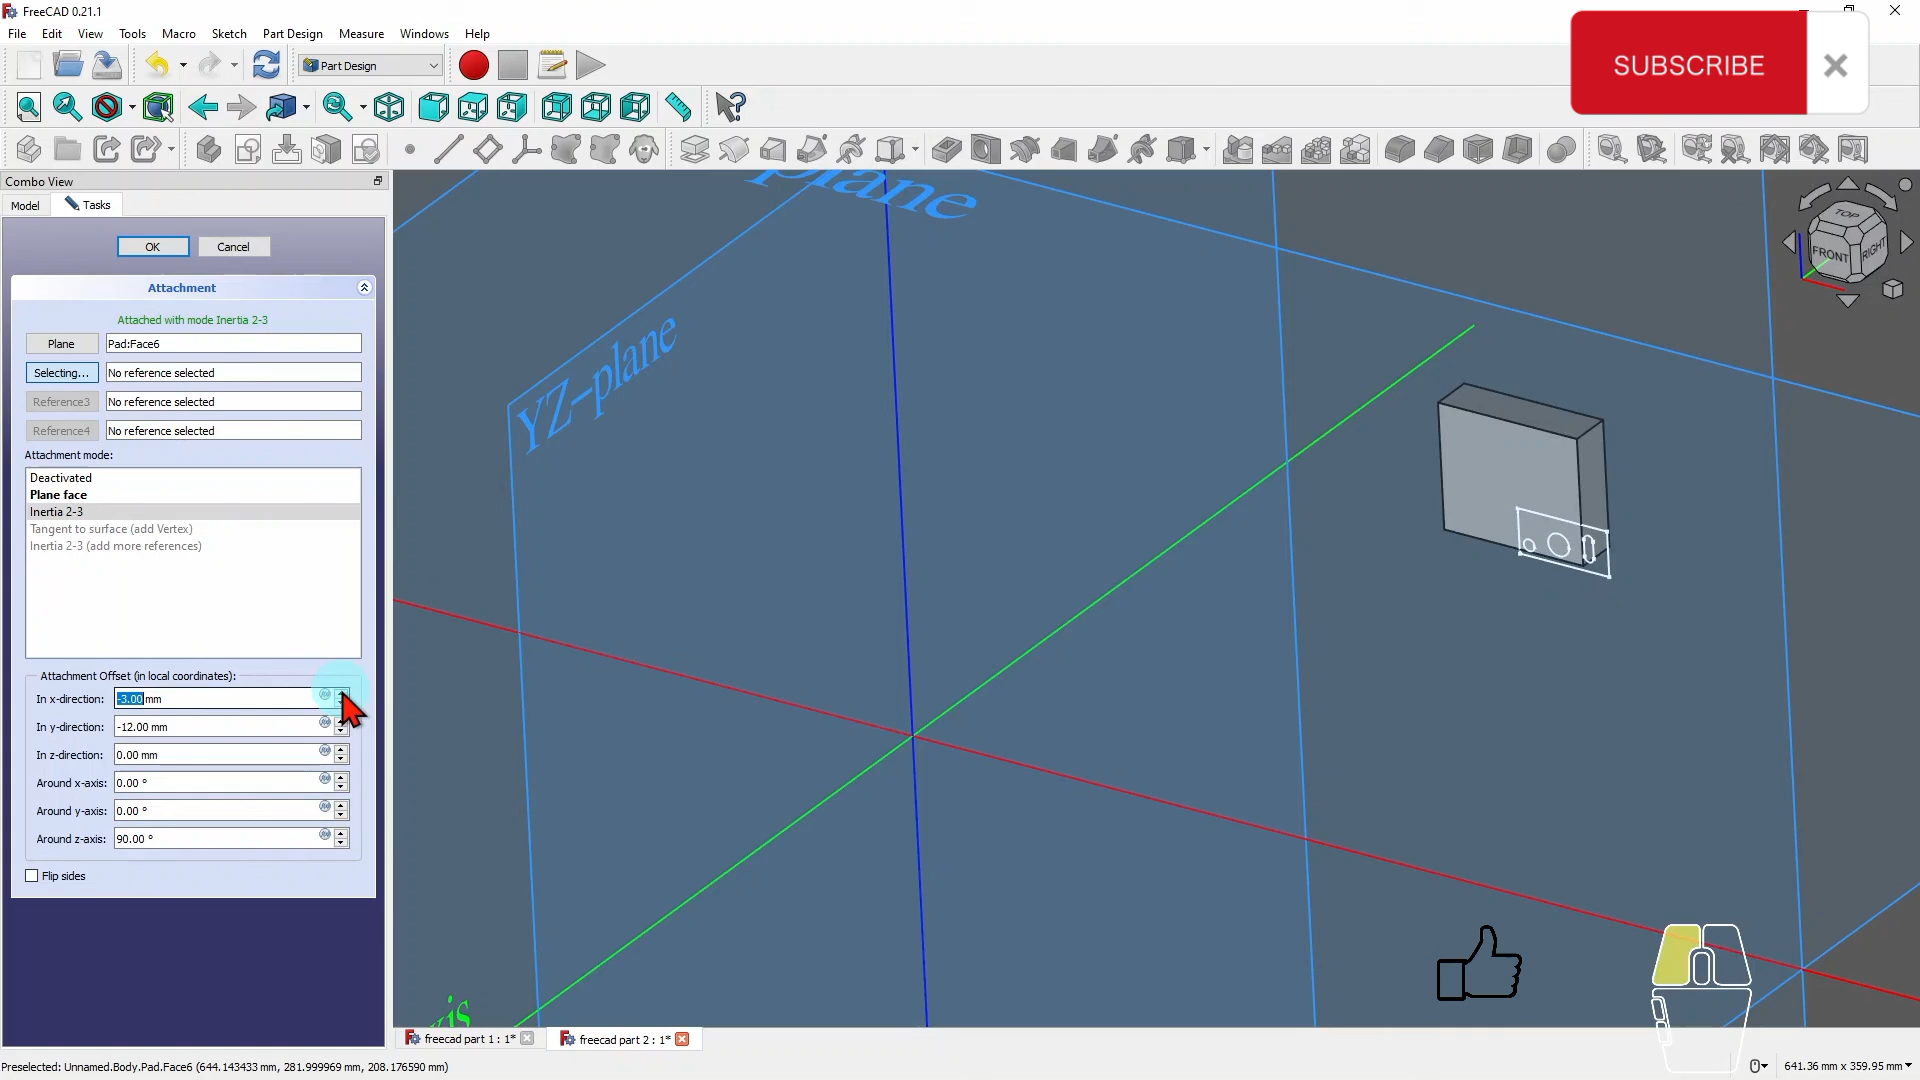 FreeCAD 0.21.1
File Edit View Tools Macro Sketch Part Design Measure Windows Help
Part Design
SUBSCRIBE
Combo View
Model Tasks
OK Cancel
Attachment
Attached with mode Inertia 2-3
Plane Pad:Face6
Selecting... No reference selected
Reference3 No reference selected
Reference4 No reference selected
Attachment mode:
Deactivated
Plane face
Inertia 2-3
Tangent to surface (add Vertex)
Inertia 2-3 (add more references)
Attachment Offset (in local coordinates):
In x-direction: -3.00 mm
In y-direction: -12.00 mm
In z-direction: 0.00 mm
Around x-axis: 0.00 °
Around y-axis: 0.00 °
Around z-axis: 90.00 °
Flip sides
plane
YZ-plane
TOP
FRONT
RIGHT
freecad part 1 : 1*
freecad part 2 : 1*
Preselected: Unnamed.Body.Pad.Face6 (644.143433 mm, 281.999969 mm, 208.176590 mm)
641.36 mm x 359.95 mm